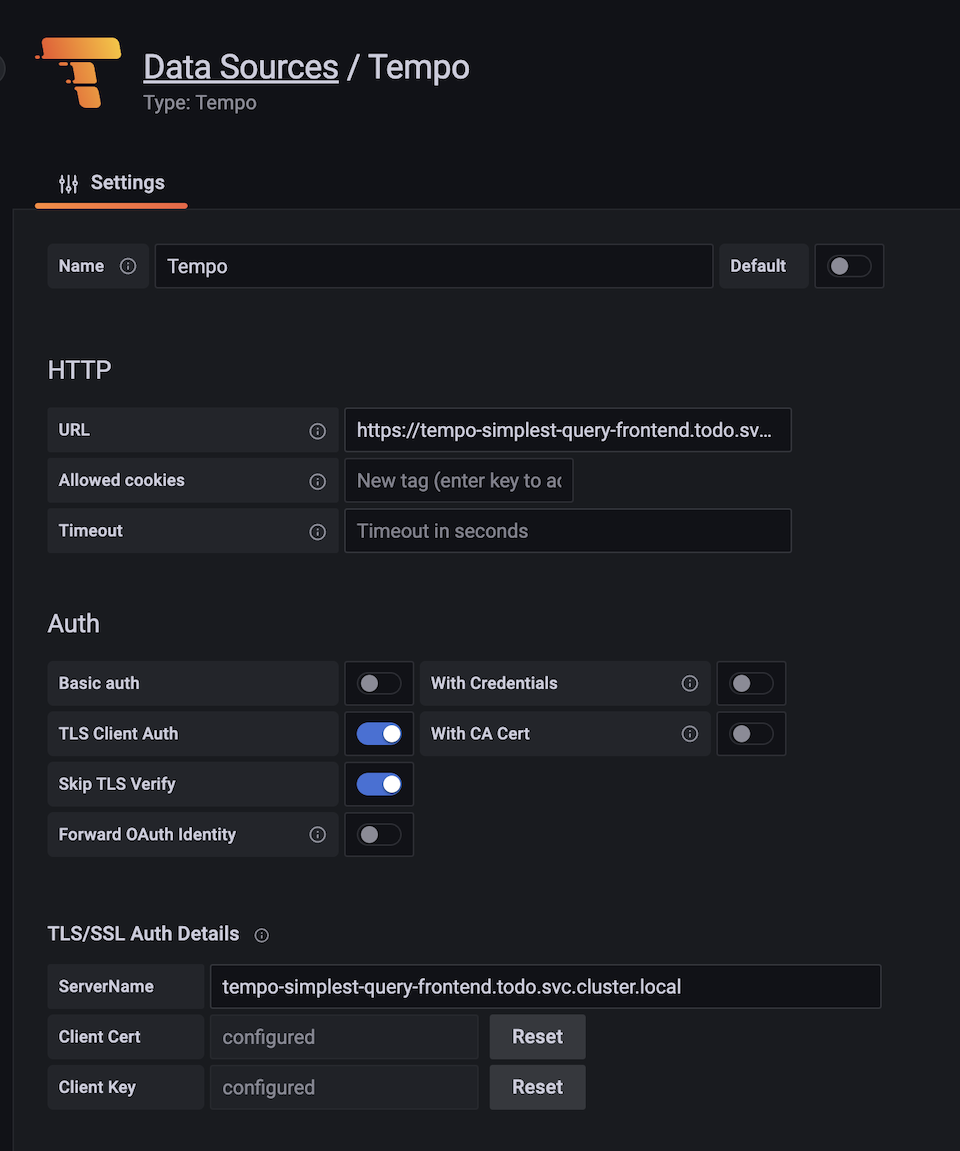 Data Sources / Tempo
Type: Tempo
Settings
Name Tempo Default
HTTP
URL https://tempo-simplest-query-frontend.todo.sv...
Allowed cookies New tag (enter key to ac
Timeout Timeout in seconds
Auth
Basic auth With Credentials
TLS Client Auth With CA Cert
Skip TLS Verify
Forward OAuth Identity
TLS/SSL Auth Details
ServerName tempo-simplest-query-frontend.todo.svc.cluster.local
Client Cert configured Reset
Client Key configured Reset